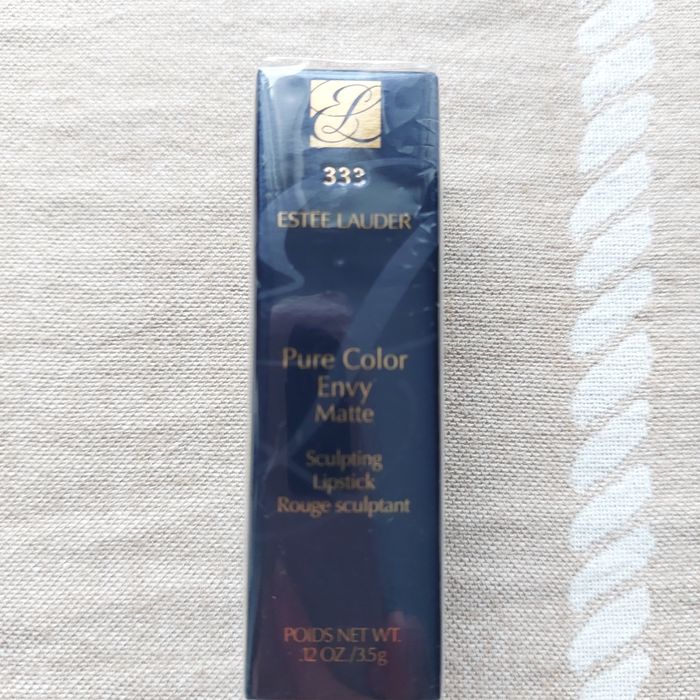 333
ESTĒE LAUDER
Pure Color
Envy
Matte
Sculpting
Lipstick
Rouge sculptant
POIDS NET WT.
.12 OZ./3.5g